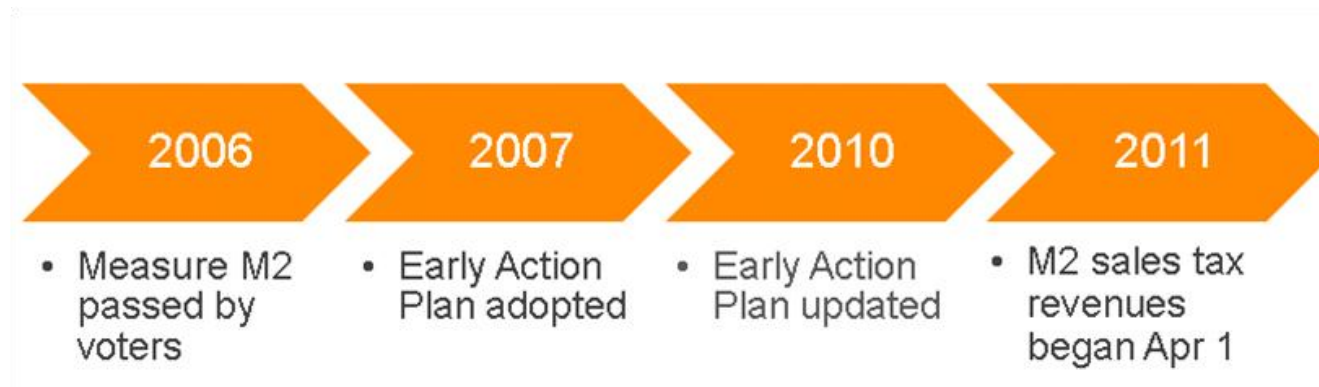 2006
2007
2010
2011
• Measure M2
passed by
voters
• Early Action
Plan adopted
• Early Action
Plan updated
• M2 sales tax
revenues
began Apr 1